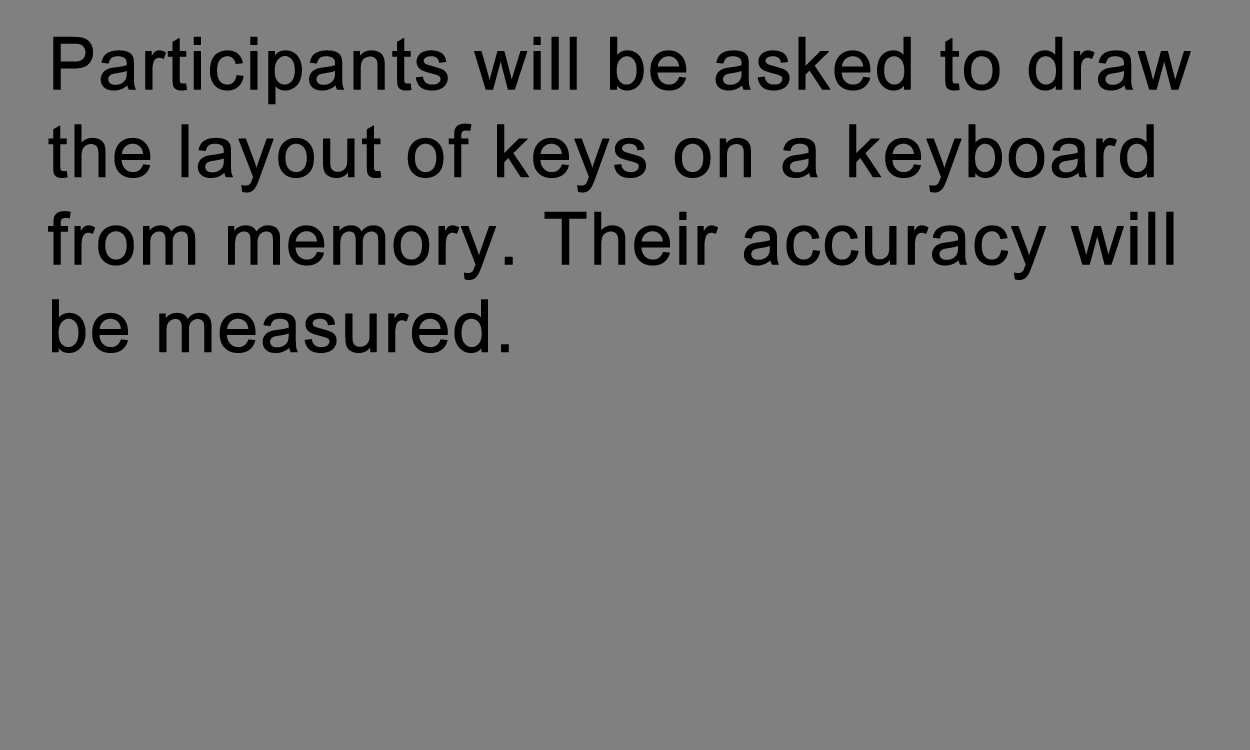 Participants will be asked to draw
the layout of keys on a keyboard
from memory. Their accuracy will
be measured.